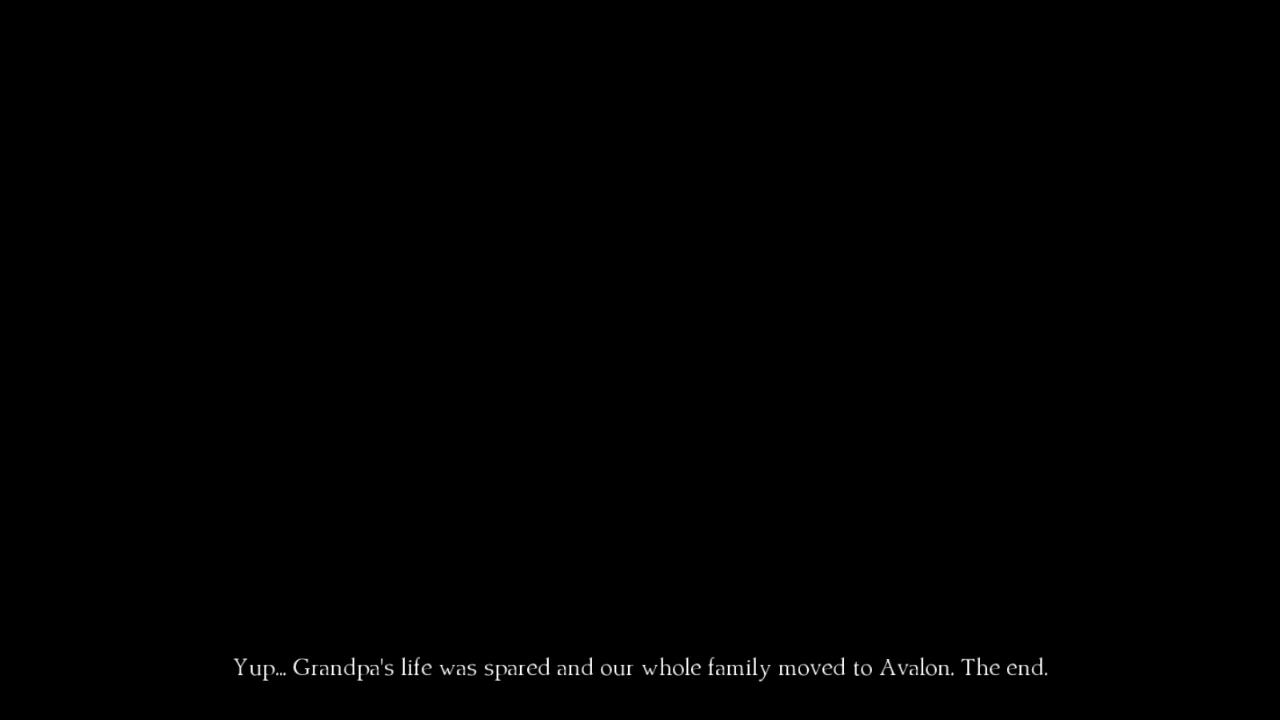 Yup... Grandpa's life was spared and our whole family moved to Avalon. The end.